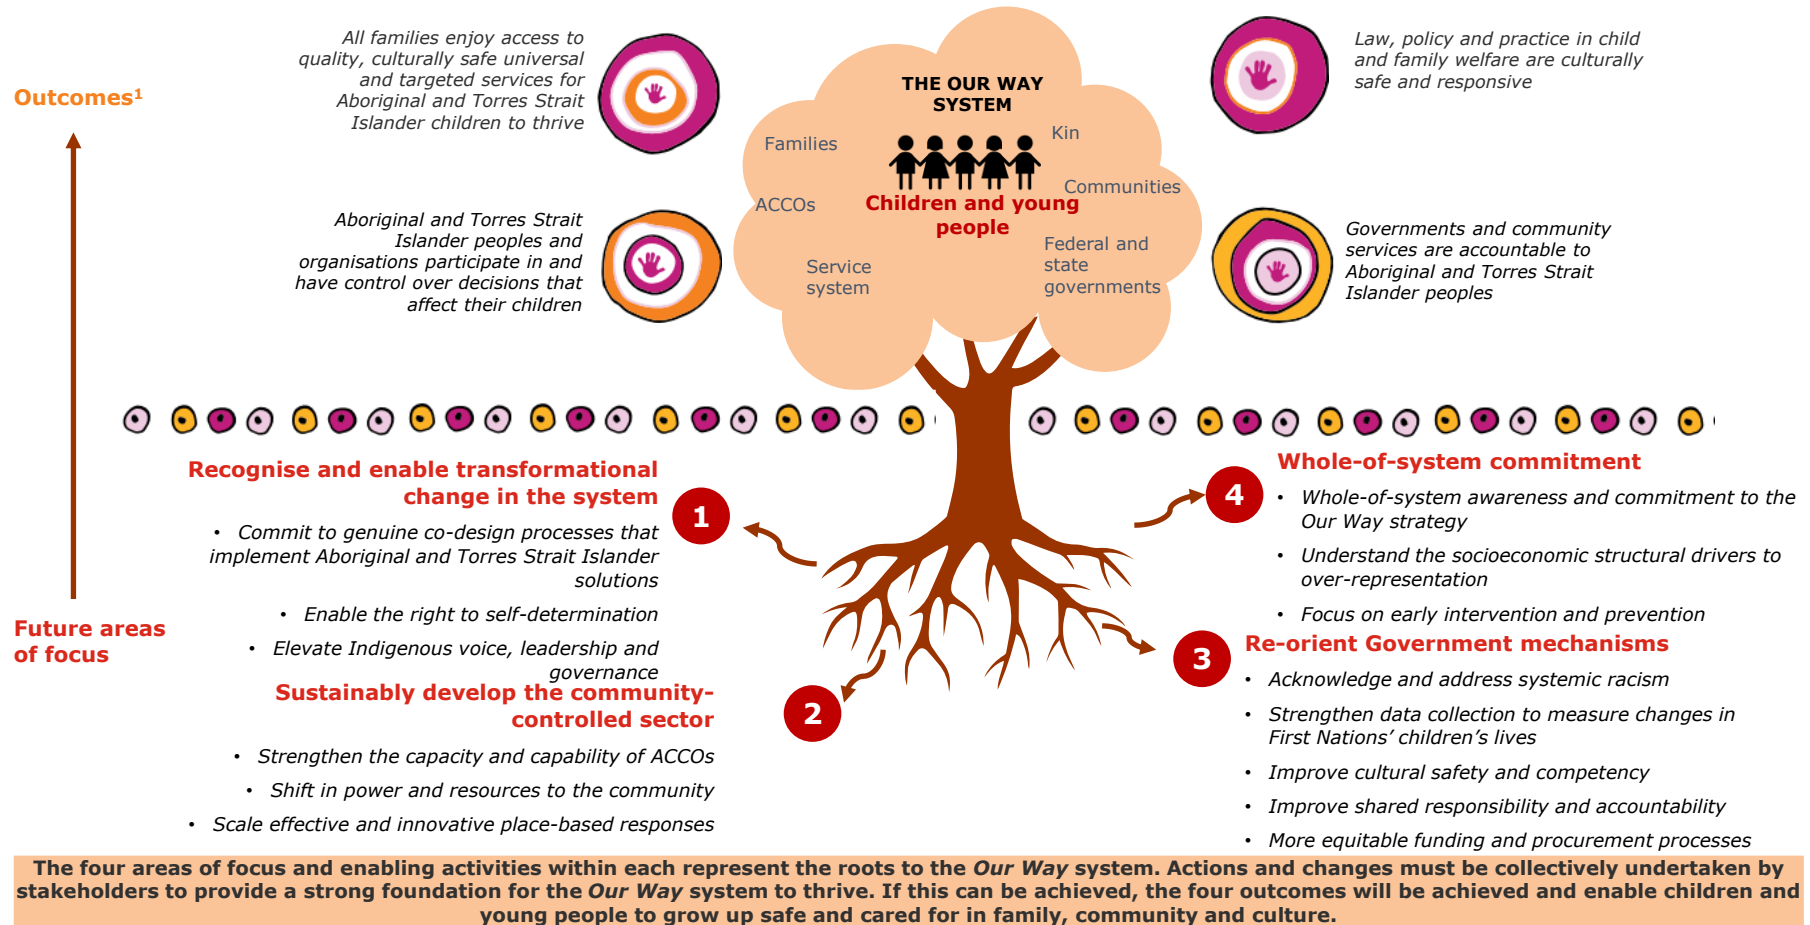 Outcomes¹
All families enjoy access to
quality, culturally safe universal
and targeted services for
Aboriginal and Torres Strait
Islander children to thrive
Aboriginal and Torres Strait
Islander peoples and
organisations participate in and
have control over decisions that
affect their children
THE OUR WAY
SYSTEM
Families
Kin
ACCOs
Communities
Children and young
people
Service
system
Federal and
state
governments
Law, policy and practice in child
and family welfare are culturally
safe and responsive
Governments and community
services are accountable to
Aboriginal and Torres Strait
Islander peoples
Future areas
of focus
Recognise and enable transformational
change in the system
1
• Commit to genuine co-design processes that
implement Aboriginal and Torres Strait Islander
solutions
• Enable the right to self-determination
• Elevate Indigenous voice, leadership and
governance
Sustainably develop the community-
controlled sector
2
• Strengthen the capacity and capability of ACCOs
• Shift in power and resources to the community
• Scale effective and innovative place-based responses
4
Whole-of-system commitment
• Whole-of-system awareness and commitment to the
Our Way strategy
• Understand the socioeconomic structural drivers to
over-representation
• Focus on early intervention and prevention
3
Re-orient Government mechanisms
• Acknowledge and address systemic racism
• Strengthen data collection to measure changes in
First Nations’ children’s lives
• Improve cultural safety and competency
• Improve shared responsibility and accountability
• More equitable funding and procurement processes
The four areas of focus and enabling activities within each represent the roots to the Our Way system. Actions and changes must be collectively undertaken by
stakeholders to provide a strong foundation for the Our Way system to thrive. If this can be achieved, the four outcomes will be achieved and enable children and
young people to grow up safe and cared for in family, community and culture.